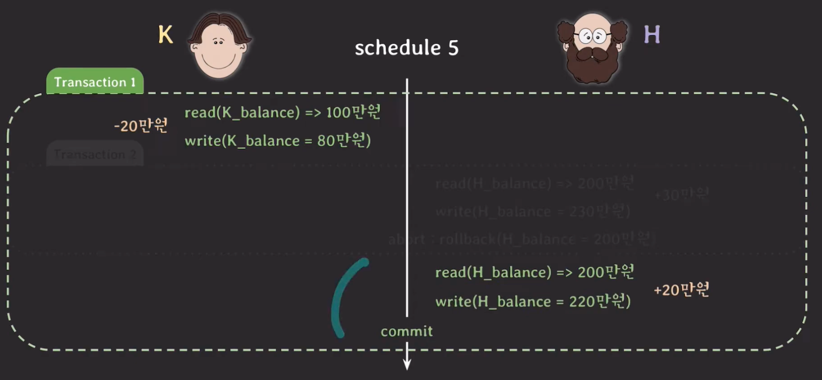 K
schedule 5
H
Transaction 1
-20만원
read(K_balance) => 100만원
write(K_balance = 80만원)
Transaction 2
read(H_balance) => 200만원
+30만원
write(H_balance = 230만원)
abort : rollback(H_balance = 200만원)
read(H_balance) => 200만원
write(H_balance = 220만원)
+20만원
commit